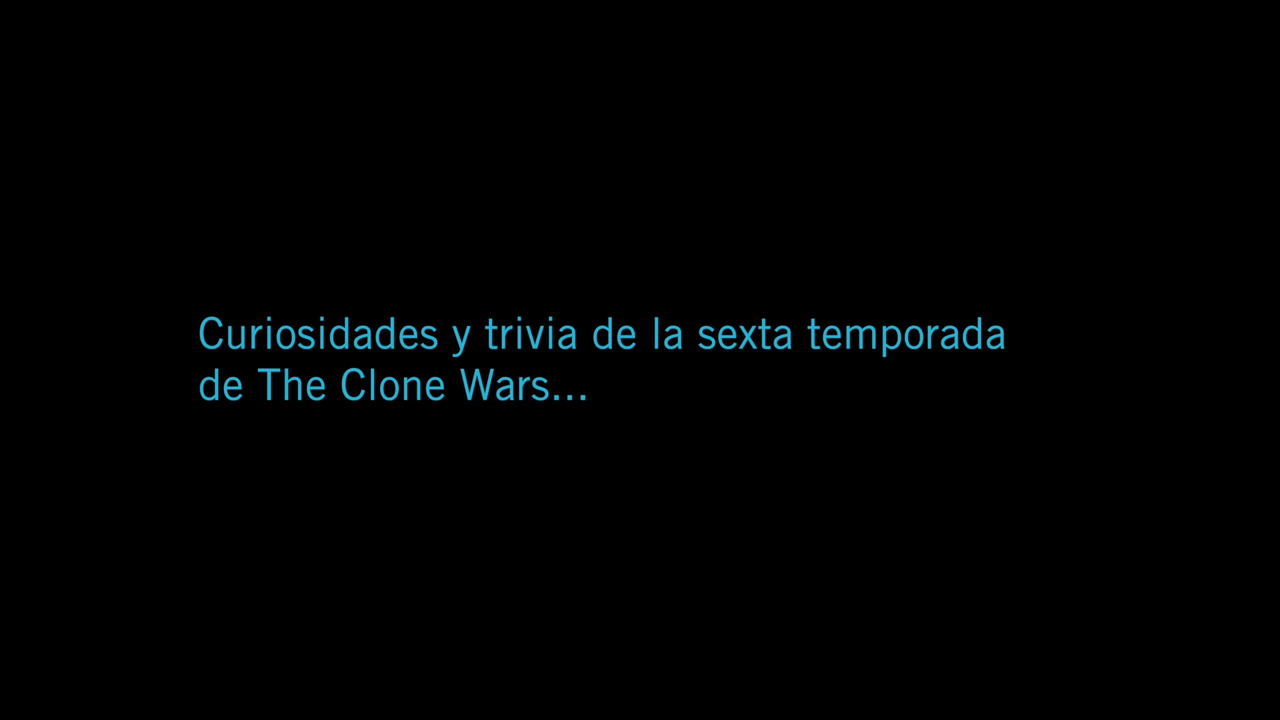 Curiosidades y trivia de la sexta temporada
de The Clone Wars...